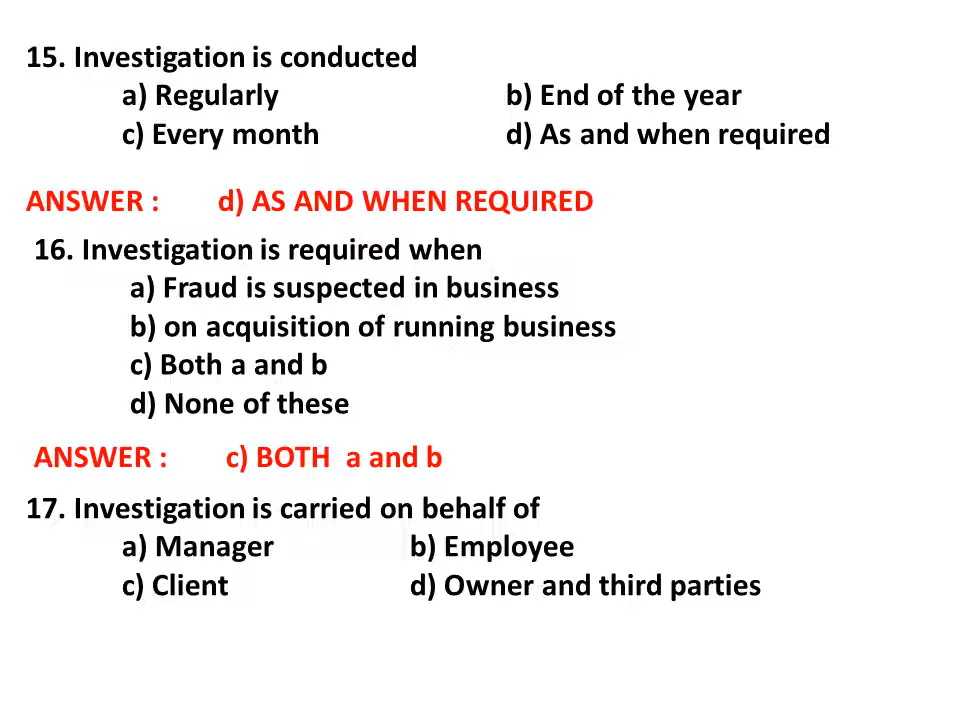 15. Investigation is conducted
a) Regularly b) End of the year
c) Every month d) As and when required
ANSWER : d) AS AND WHEN REQUIRED
16. Investigation is required when
a) Fraud is suspected in business
b) on acquisition of running business
c) Both a and b
d) None of these
ANSWER : c) BOTH a and b
17. Investigation is carried on behalf of
a) Manager b) Employee
c) Client d) Owner and third parties